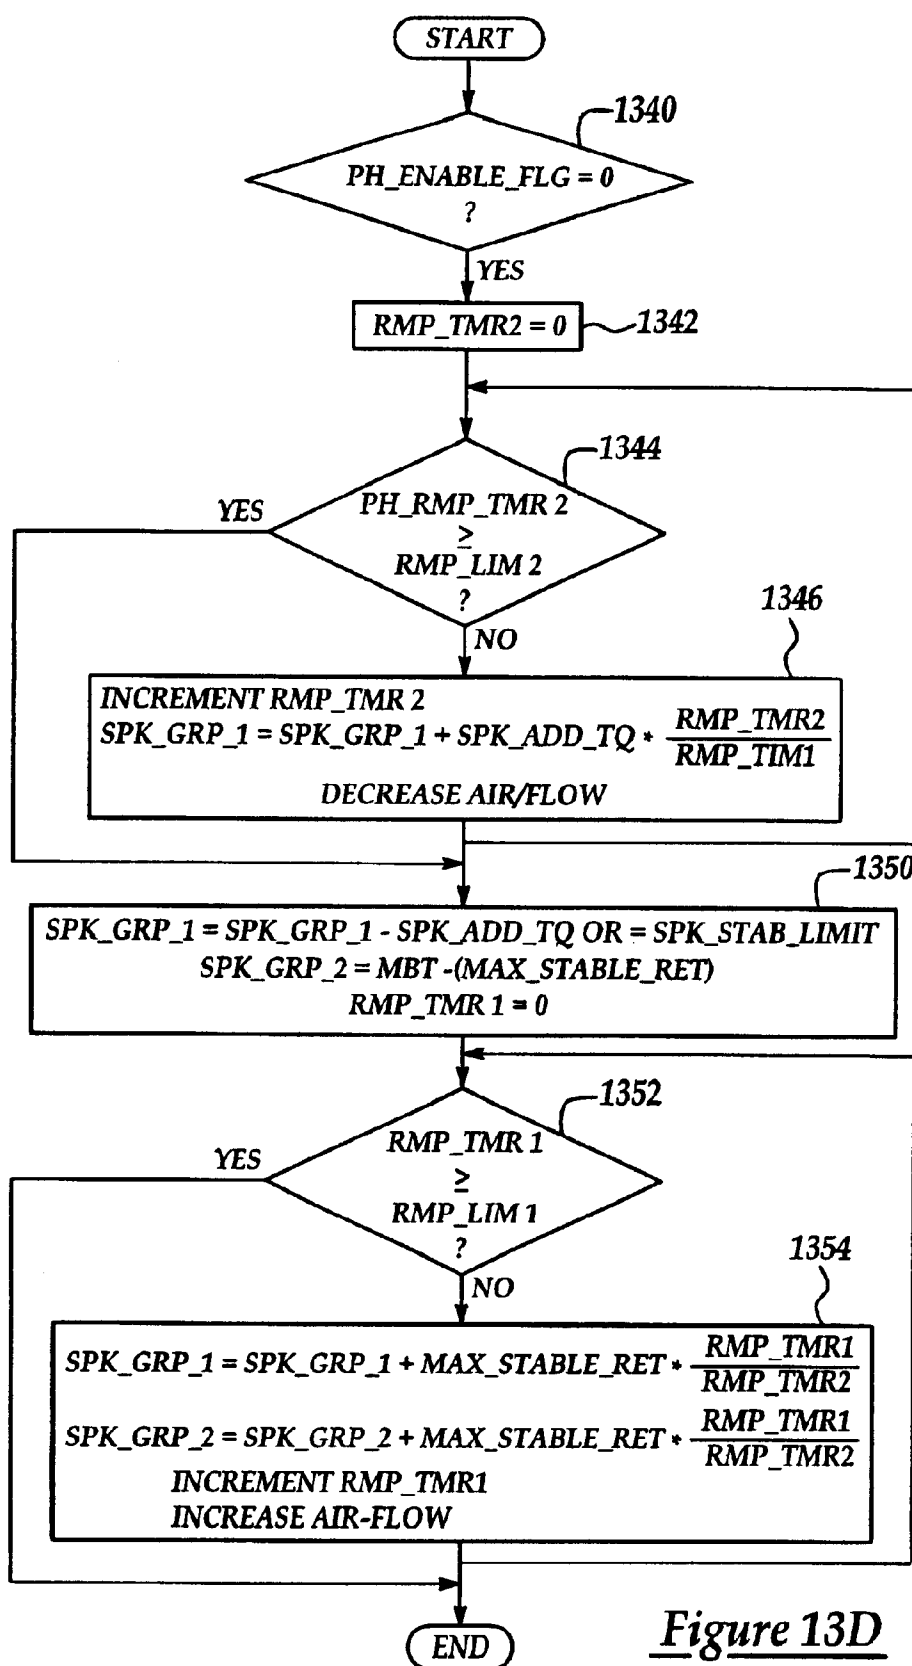 START
1340
PH_ENABLE_FLG = 0
?
YES
RMP_TMR2 = 0
1342
1344
YES
PH_RMP_TMR 2
≥
RMP_LIM 2
?
NO
1346
INCREMENT RMP_TMR 2
SPK_GRP_1 = SPK_GRP_1 + SPK_ADD_TQ * RMP_TMR2
RMP_TIM1
DECREASE AIR/FLOW
1350
SPK_GRP_1 = SPK_GRP_1 - SPK_ADD_TQ OR = SPK_STAB_LIMIT
SPK_GRP_2 = MBT -(MAX_STABLE_RET)
RMP_TMR 1 = 0
1352
YES
RMP_TMR 1
≥
RMP_LIM 1
?
NO
1354
SPK_GRP_1 = SPK_GRP_1 + MAX_STABLE_RET * RMP_TMR1
RMP_TMR2
SPK_GRP_2 = SPK_GRP_2 + MAX_STABLE_RET * RMP_TMR1
RMP_TMR2
INCREMENT RMP_TMR1
INCREASE AIR-FLOW
END
Figure 13D